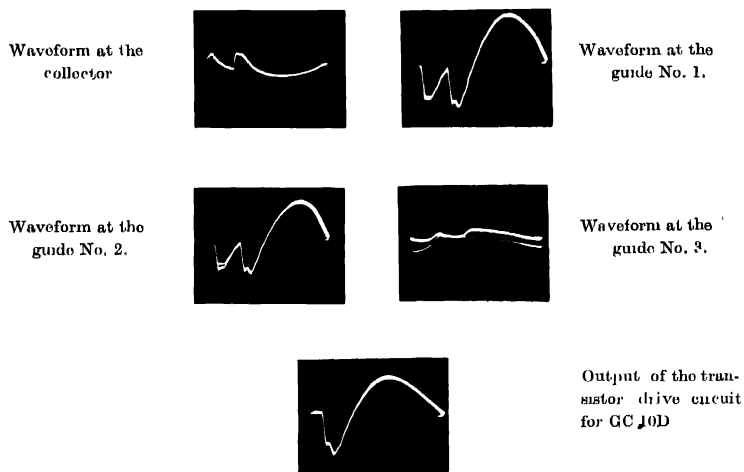 Waveform at the
collector
Waveform at the
guide No. 1.
Waveform at the
guide No. 2.
Waveform at the
guide No. 3.
Output of the tran-
sistor drive circuit
for GC 10D